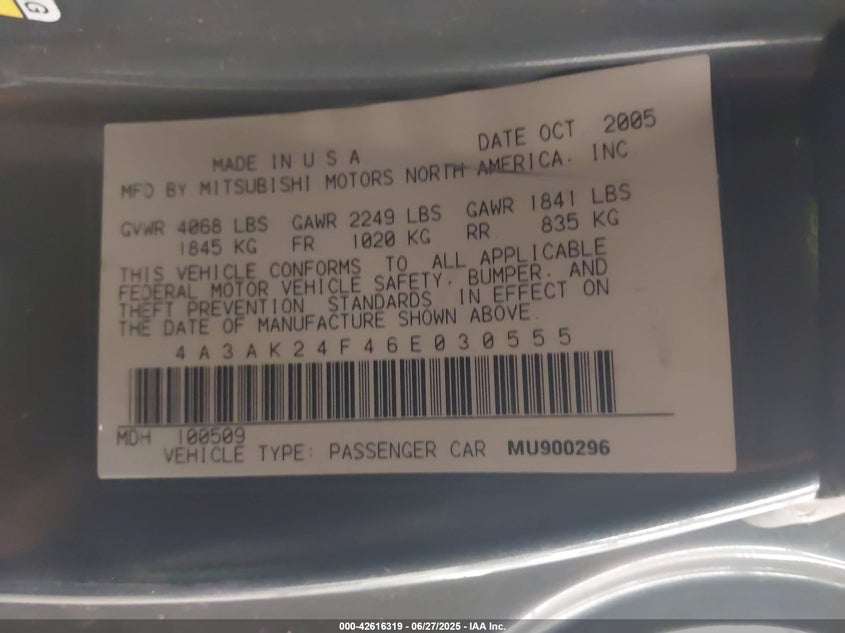 G
DATE OCT 2005
MADE IN U S A
MFD BY MITSUBISHI MOTORS NORTH AMERICA, INC
GVWR 4068 LBS GAWR 2249 LBS GAWR 1841 LBS
1845 KG FR 1020 KG RR 835 KG
THIS VEHICLE CONFORMS TO ALL APPLICABLE
FEDERAL MOTOR VEHICLE SAFETY, BUMPER, AND
THEFT PREVENTION STANDARDS IN EFFECT ON
THE DATE OF MANUFACTURE SHOWN ABOVE.
4A3AK24F46E030555
MDH 100509
VEHICLE TYPE: PASSENGER CAR MU900296
000-42616319 - 06/27/2025 - IAA Inc.